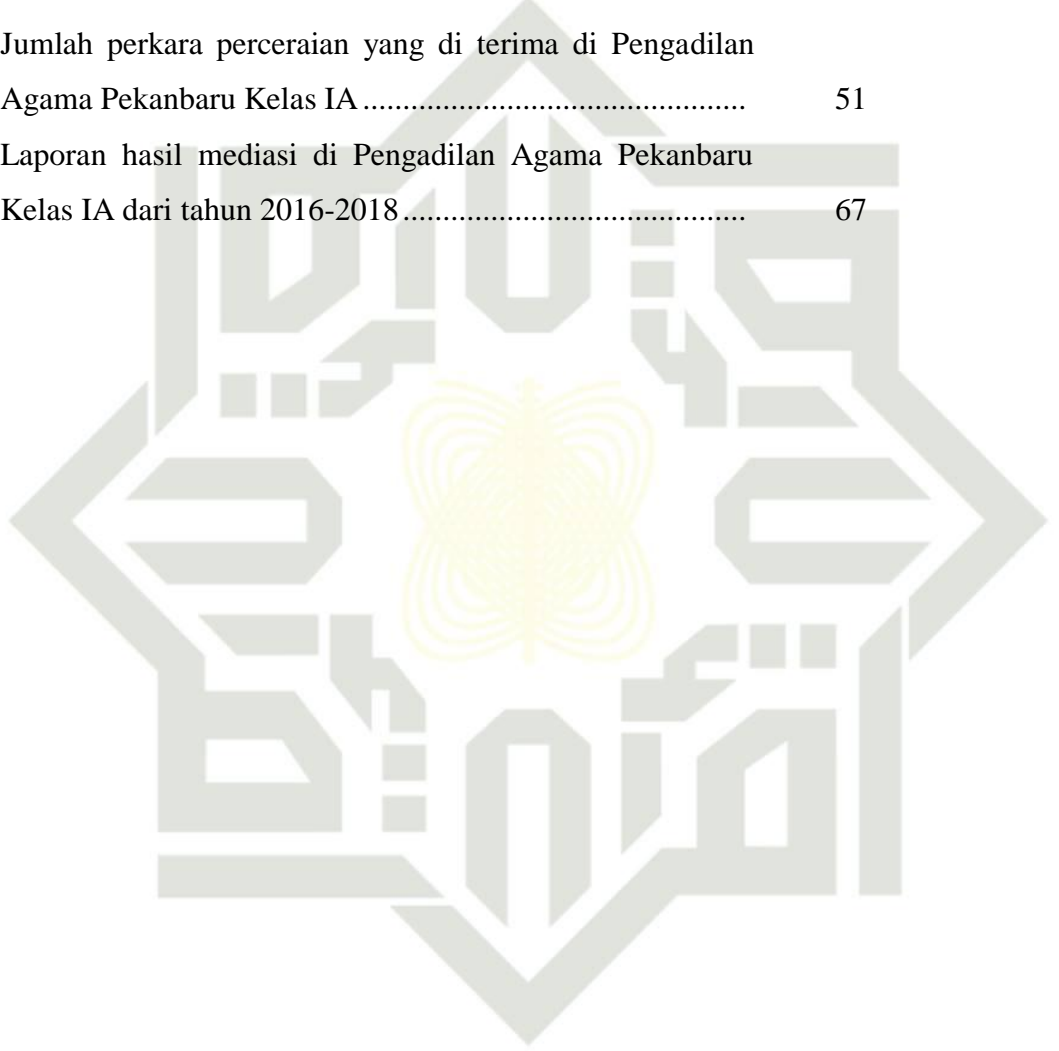 Jumlah perkara perceraian yang di terima di Pengadilan
Agama Pekanbaru Kelas IA ............................................... 51
Laporan hasil mediasi di Pengadilan Agama Pekanbaru
Kelas IA dari tahun 2016-2018 .......................................... 67